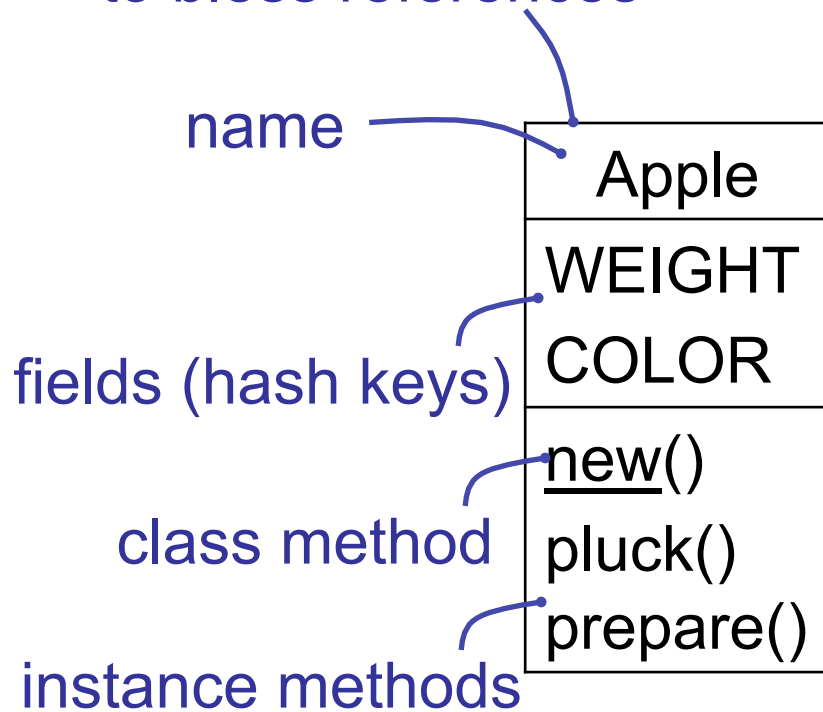 name
Apple
WEIGHT
fields (hash keys)
COLOR
new()
class method
pluck()
prepare()
instance methods